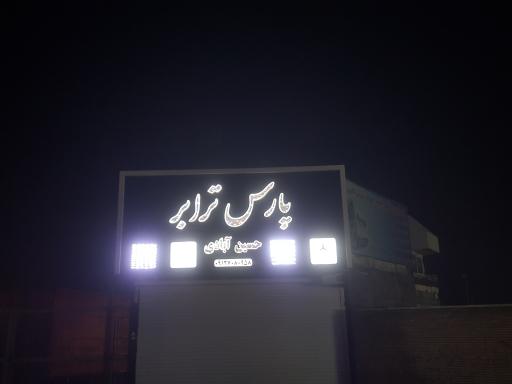 پارس ترابر
حسین آبادی